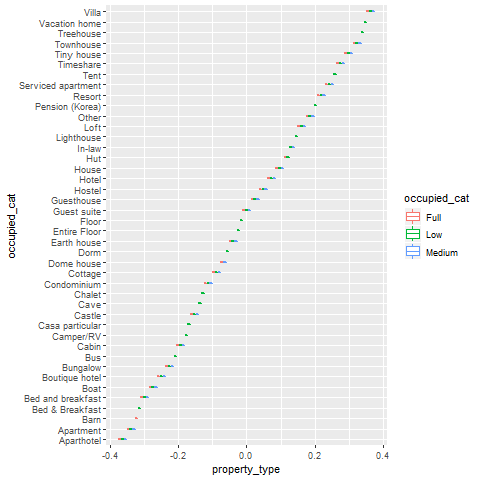 Villa
Vacation home
Treehouse
Townhouse
Tiny house
Timeshare
Tent
Serviced apartment
Resort
Pension (Korea)
Other
Loft
Lighthouse
In-law
Hut
House
Hotel
Hostel
Guesthouse
Guest suite
Floor
Entire Floor
Earth house
Dorm
Dome house
Cottage
Condominium
Chalet
Cave
Castle
Casa particular
Camper/RV
Cabin
Bus
Bungalow
Boutique hotel
Boat
Bed and breakfast
Bed & Breakfast
Barn
Apartment
Aparthotel
occupied_cat
-0.4 -0.2 0.0 0.2 0.4
property_type
occupied_cat
Full
Low
Medium